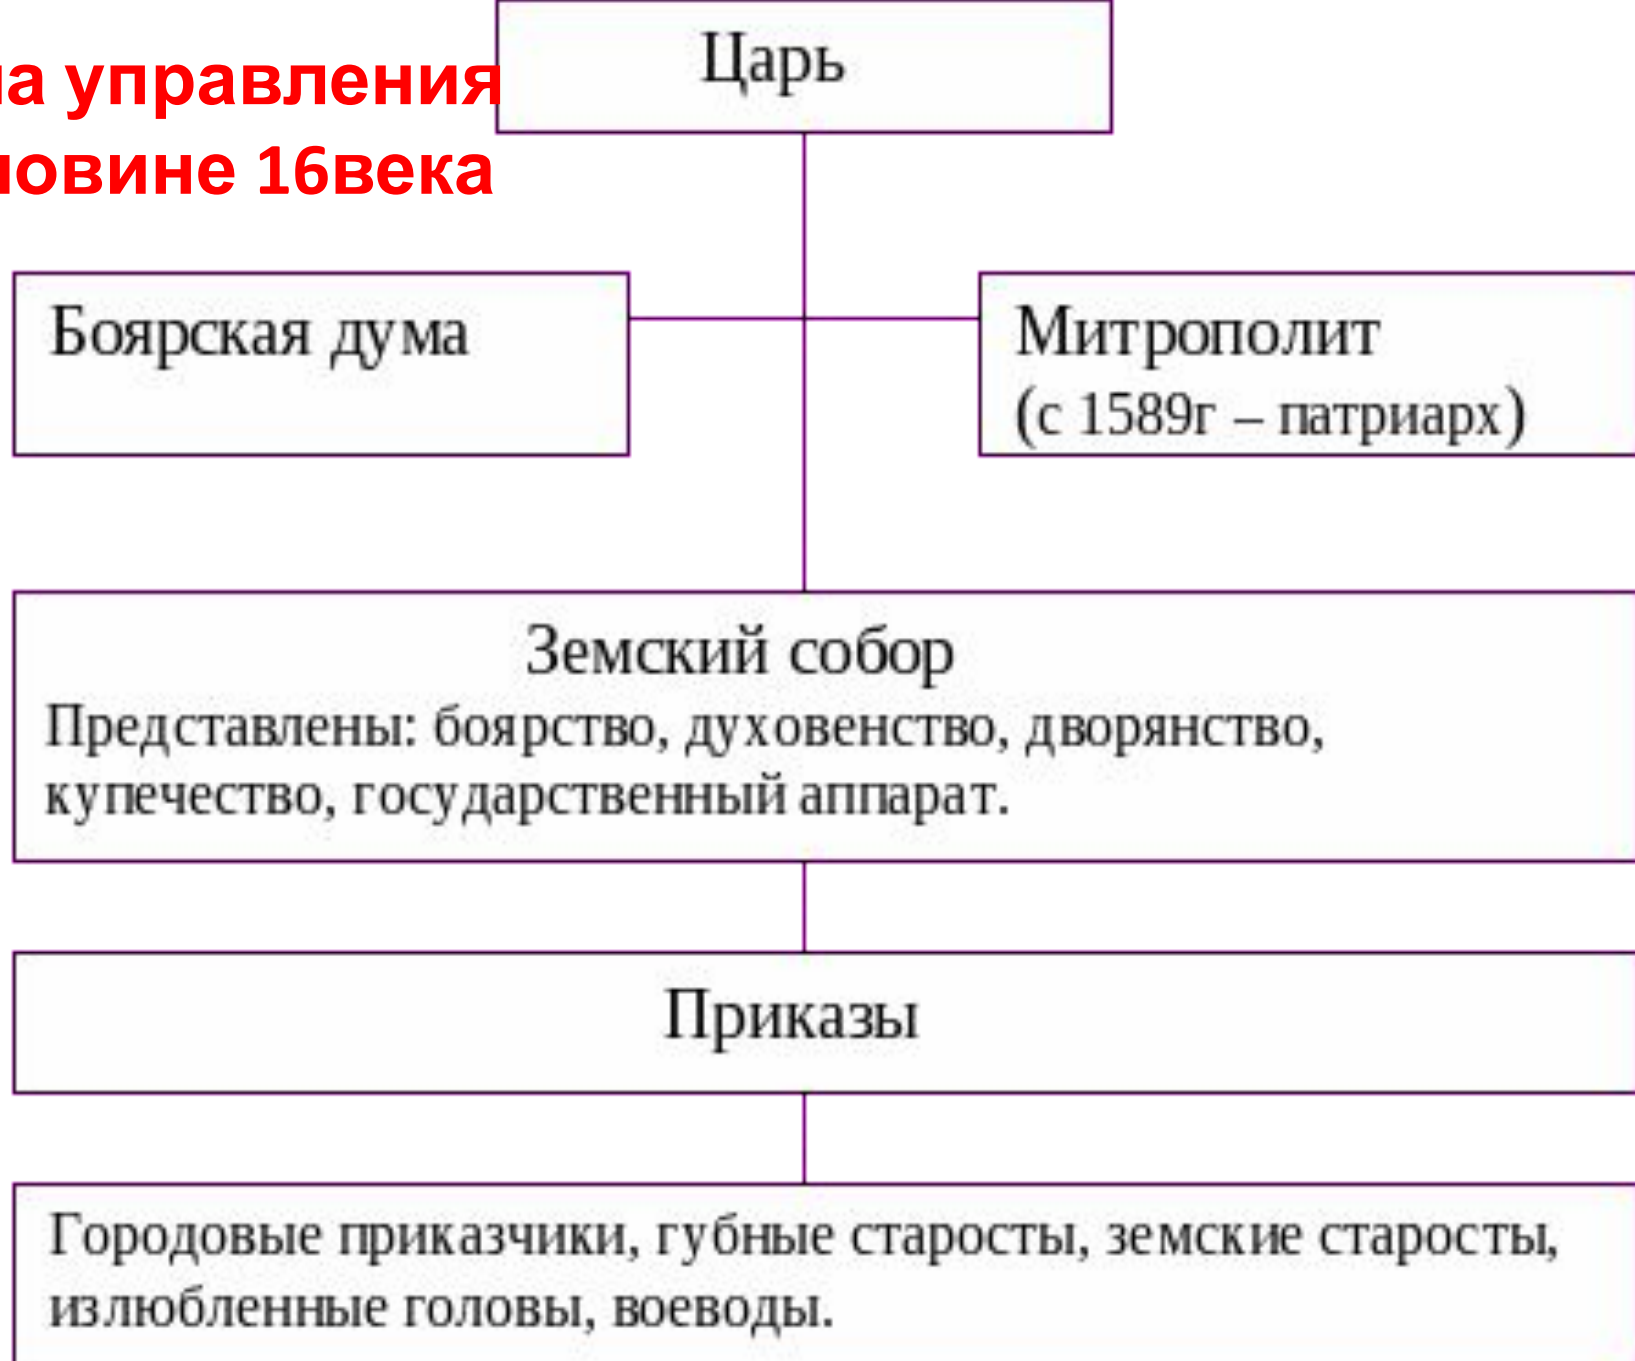 управления
16века
Царь
Боярская дума
Митрополит
(с 1589г – патриарх)
Земский собор
Представлены: боярство, духовенство, дворянство,
купечество, государственный аппарат.
Приказы
Городовые приказчики, губные старосты, земские старосты,
излюбленные головы, воеводы.